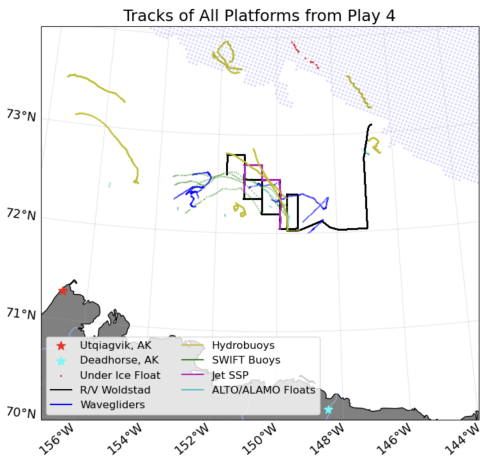 Tracks of All Platforms from Play 4
73°N
72°N
71°N
70°N
Utqiagvik, AK
Deadhorse, AK
Under Ice Float
R/V Woldstad
Wavegliders
Hydrobuoys
SWIFT Buoys
Jet SSP
ALTO/ALAMO Floats
156°W
154°W
152°W
150°W
148°W
146°W
144°W